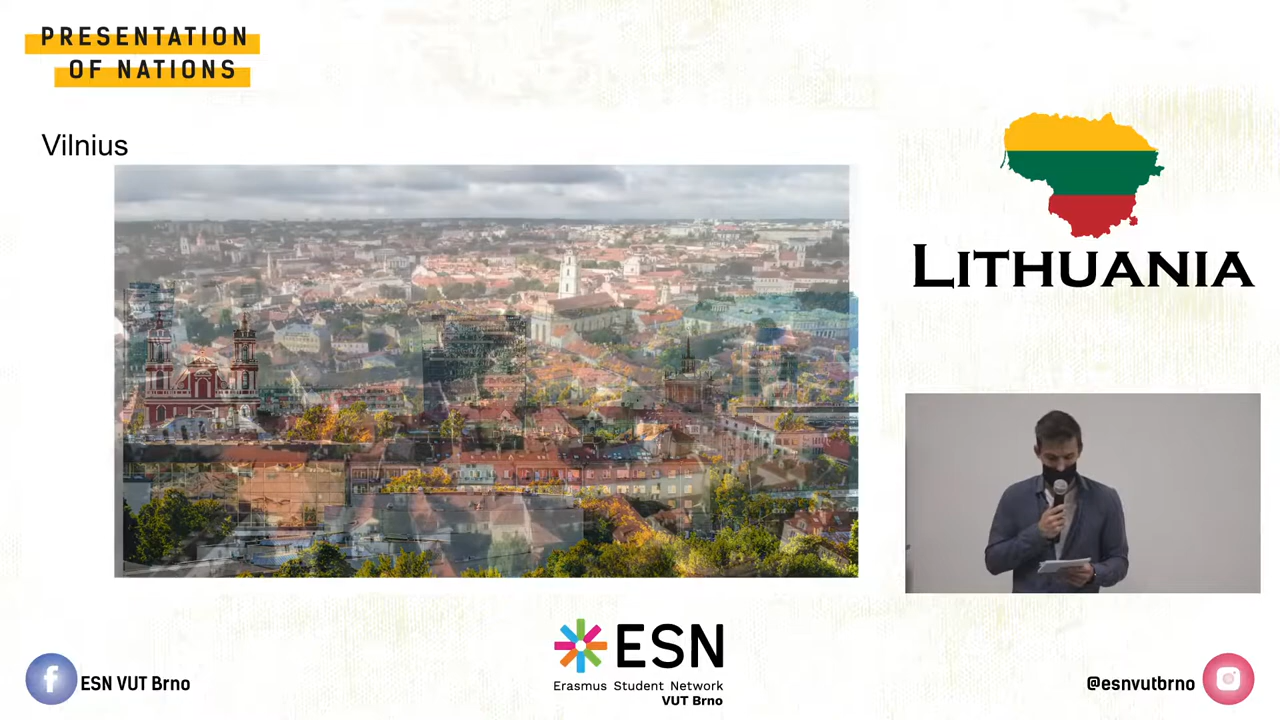 PRESENTATION
OF NATIONS
Vilnius
LITHUANIA
ESN
Erasmus Student Network
VUT Brno
ESN VUT Brno
@esnvutbrno